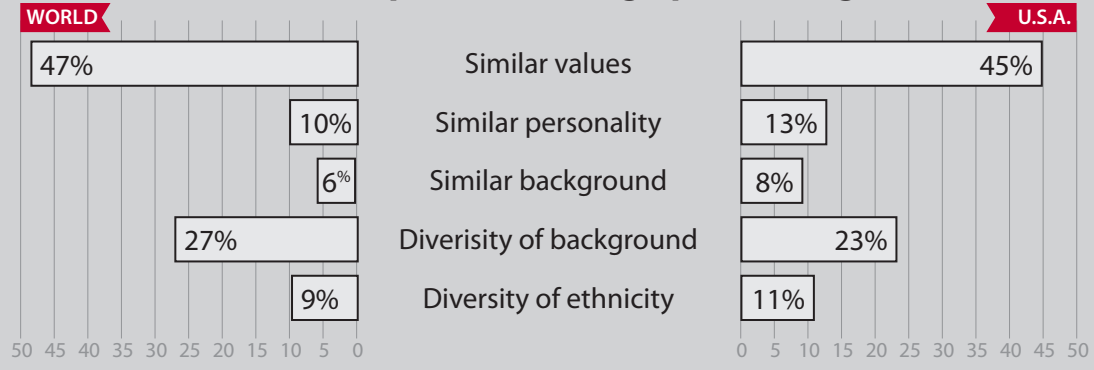 WORLD
U.S.A.
47% Similar values 45%
10% Similar personality 13%
6% Similar background 8%
27% Diverisity of background 23%
9% Diversity of ethnicity 11%
50 45 40 35 30 25 20 15 10 5 0 0 5 10 15 20 25 30 35 40 45 50